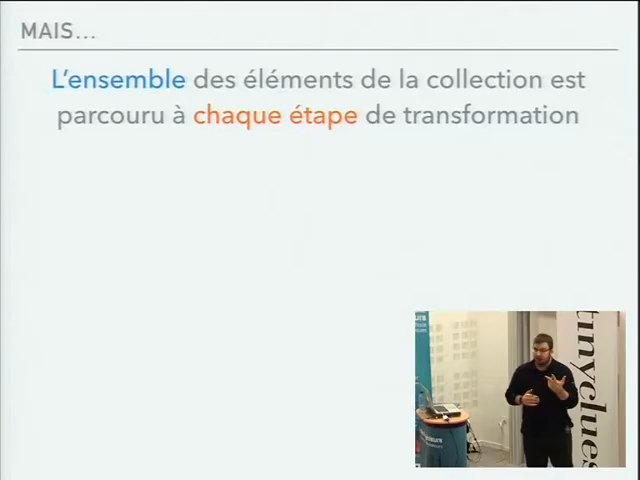 MAIS...
L'ensemble des éléments de la collection est
parcouru à chaque étape de transformation
tinyclues